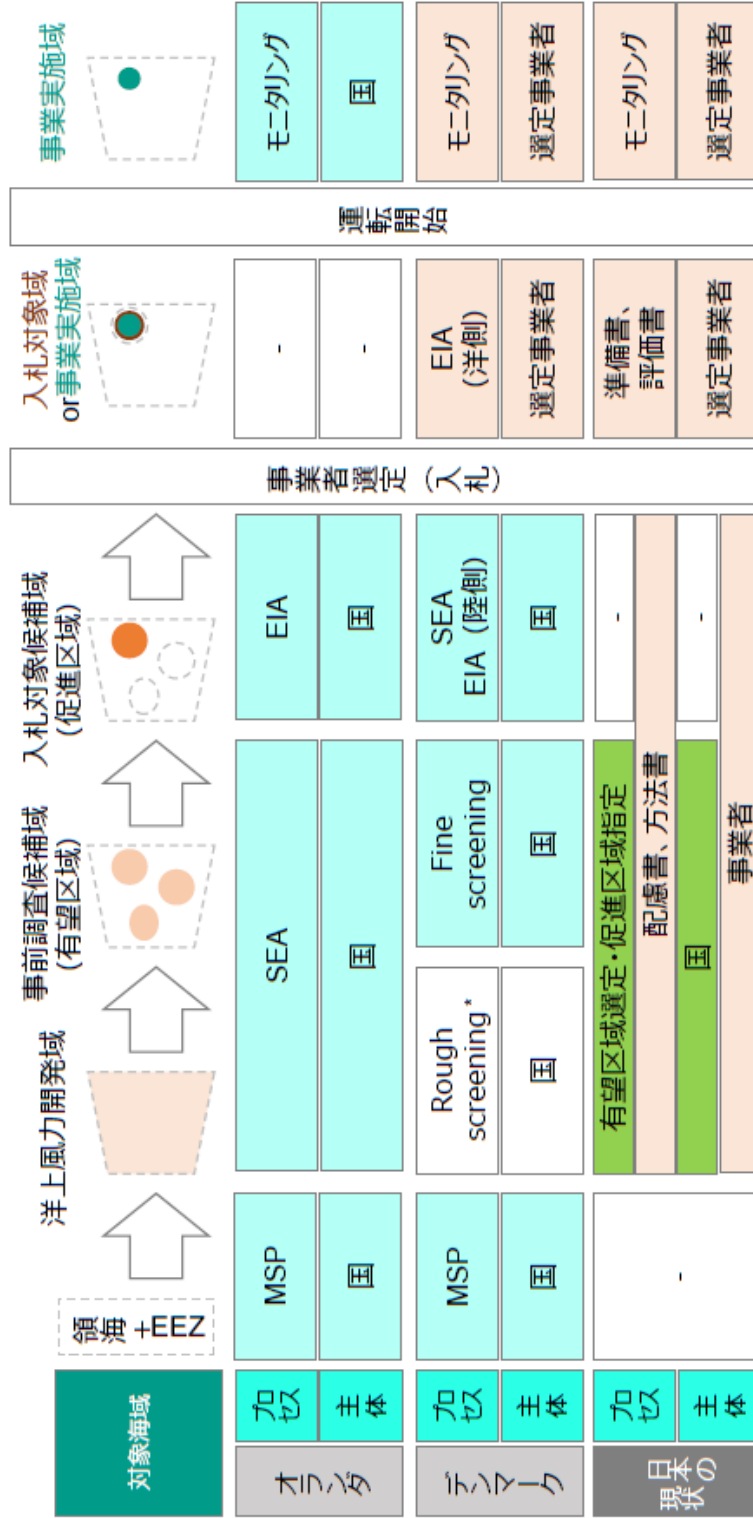 対象海域
領
海 +EEZ
洋上風力開発域
事前調査候補域
(有望区域)
入札対象候補域
(促進区域)
入札対象域
or事業実施域
事業実施域
事業者選定（入札）
運転開始
オランダ
プロ
セス
MSP
SEA
EIA
-
モニタリング
主
体
国
国
国
-
国
デンマーク
プロ
セス
MSP
Rough
screening *
Fine
screening
SEA
EIA（陸側）
EIA
(洋側)
モニタリング
主
体
国
国
国
国
選定事業者
選定事業者
日本の
現状
プロ
セス
-
有望区域選定・促進区域指定
-
配慮書、方法書
準備書、
評価書
モニタリング
主
体
国
-
事業者
選定事業者
選定事業者